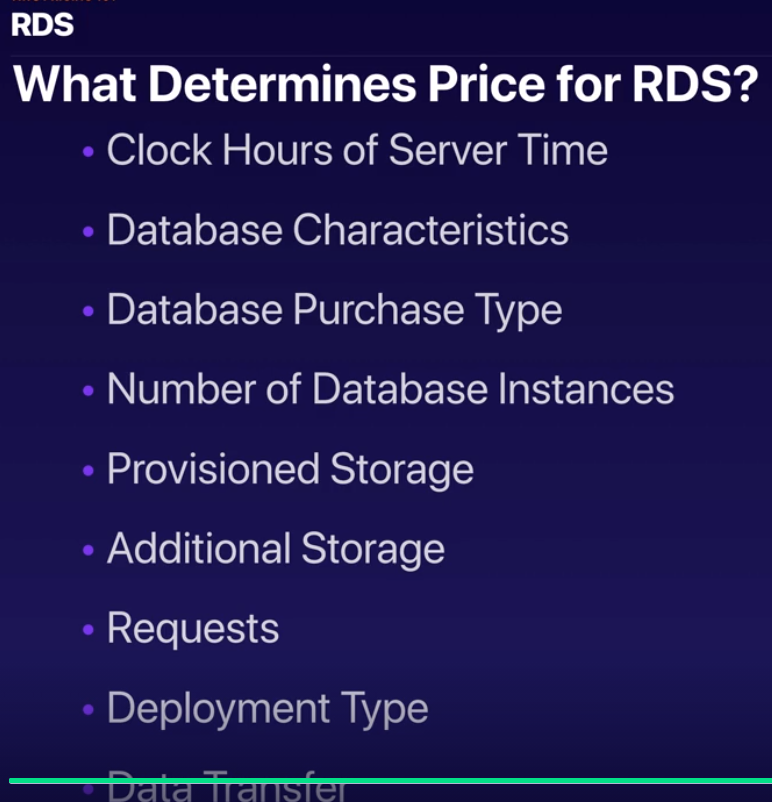 RDS
What Determines Price for RDS?
• Clock Hours of Server Time
• Database Characteristics
• Database Purchase Type
• Number of Database Instances
• Provisioned Storage
• Additional Storage
• Requests
• Deployment Type
• Data Transfer